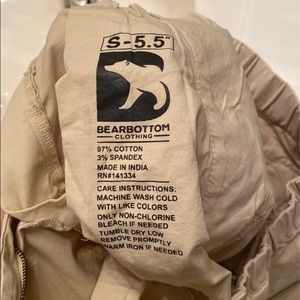 S-5.5"
BEARBOTTOM
CLOTHING
97% COTTON
3% SPANDEX
MADE IN INDIA
RN#141334
CARE INSTRUCTIONS:
MACHINE WASH COLD
WITH LIKE COLORS
ONLY NON-CHLORINE
BLEACH IF NEEDED
TUMBLE DRY LOW
REMOVE PROMPTLY
WARM IRON IF NEEDED